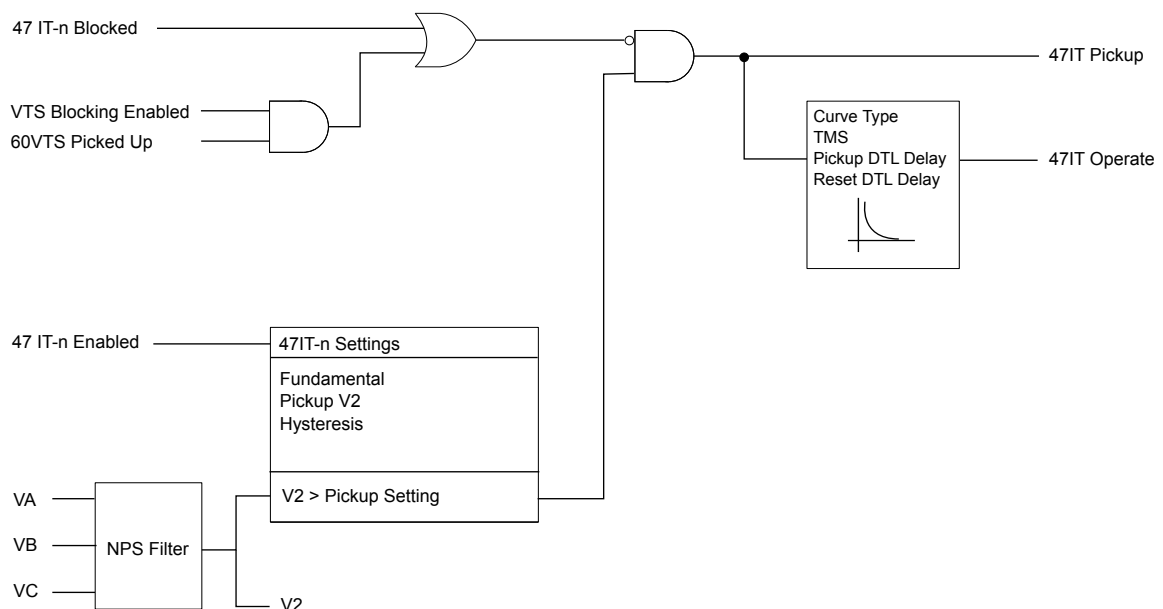 47 IT-n Blocked
VTS Blocking Enabled
60VTS Picked Up
47IT Pickup
Curve Type
TMS
Pickup DTL Delay
Reset DTL Delay
47IT Operate
47 IT-n Enabled
47IT-n Settings
Fundamental
Pickup V2
Hysteresis
V2 > Pickup Setting
VA
VB
VC
NPS Filter
V2